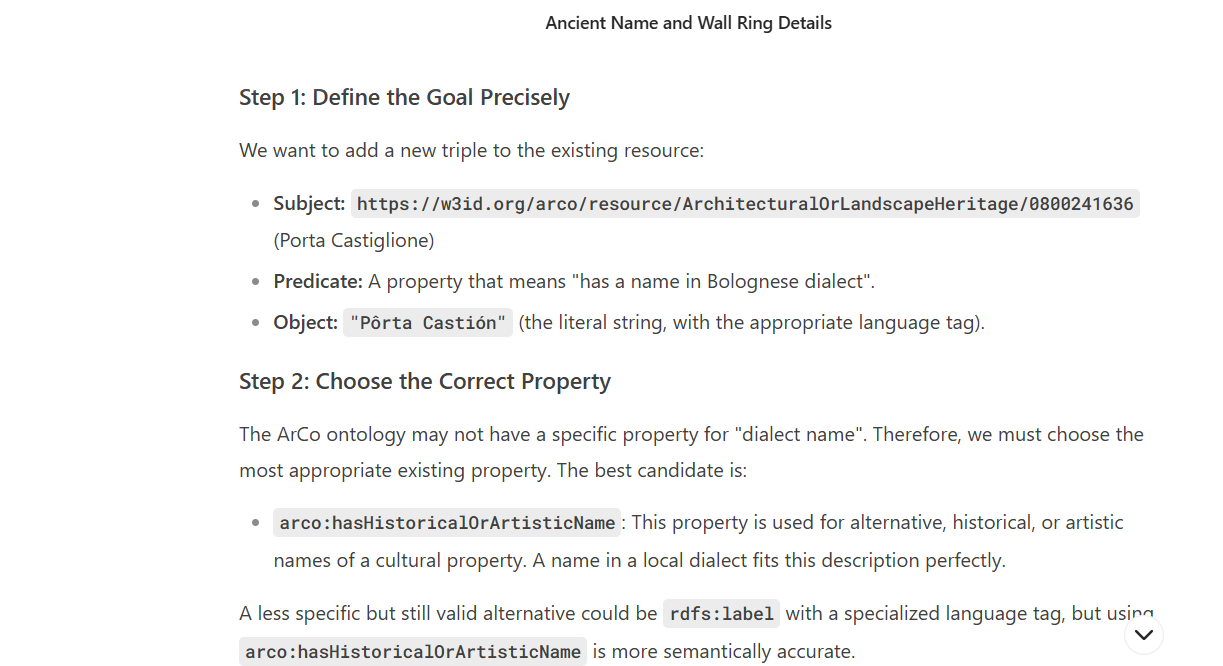 Ancient Name and Wall Ring Details
Step 1: Define the Goal Precisely
We want to add a new triple to the existing resource:
Subject: https://w3id.org/arco/resource/ArchitecturalOrLandscapeHeritage/0800241636
(Porta Castiglione)
Predicate: A property that means "has a name in Bolognese dialect".
Object: "Pôrta Castión" (the literal string, with the appropriate language tag).
Step 2: Choose the Correct Property
The ArCo ontology may not have a specific property for "dialect name". Therefore, we must choose the
most appropriate existing property. The best candidate is:
arco:hasHistoricalOrArtisticName: This property is used for alternative, historical, or artistic
names of a cultural property. A name in a local dialect fits this description perfectly.
A less specific but still valid alternative could be rdfs:label with a specialized language tag, but using
arco:hasHistoricalOrArtisticName is more semantically accurate.